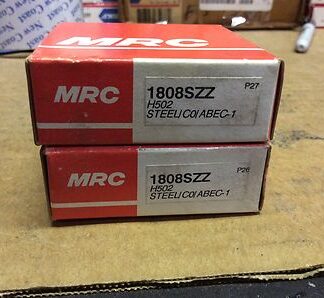 MRC
1808SZZ
P27
H502
STEEL/C0/ABEC-1
MRC
1808SZZ
P26
H502
STEEL/C0/ABEC-1